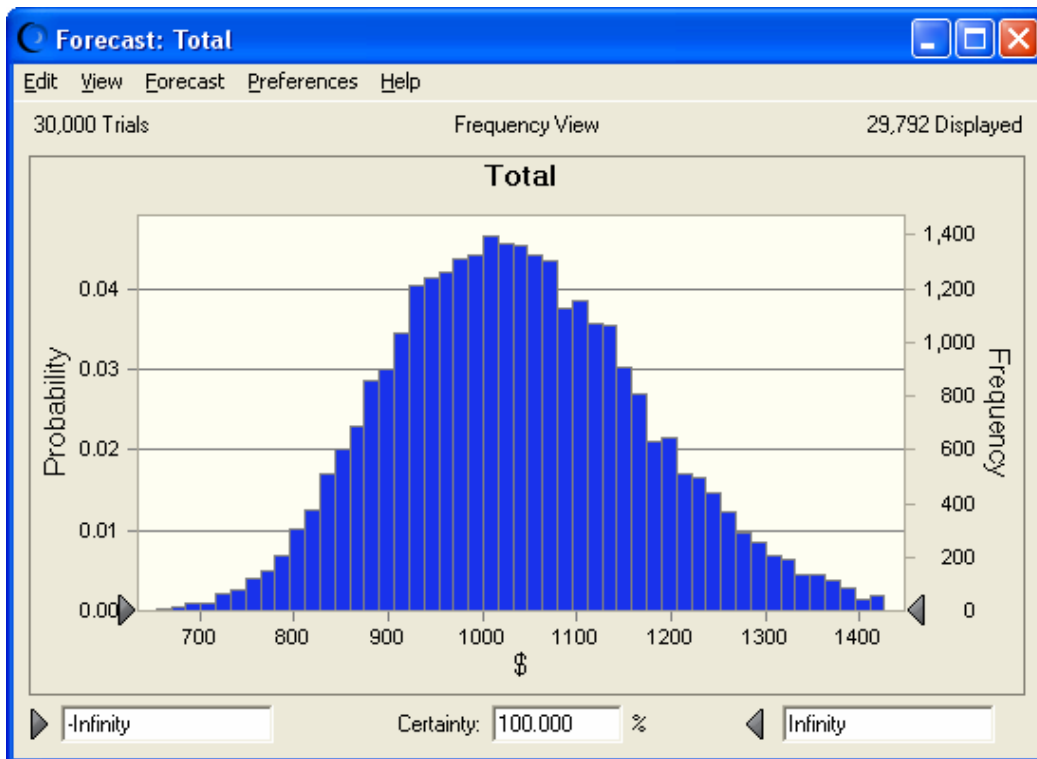 Forecast: Total
Edit View Forecast Preferences Help
30,000 Trials Frequency View 29,792 Displayed
Total
Probability
0.04
0.03
0.02
0.01
0.00
1,400
1,200
1,000
800
600
400
200
0
Frequency
700 800 900 1000 1100 1200 1300 1400
$
-Infinity Certainty: 100.000 % Infinity